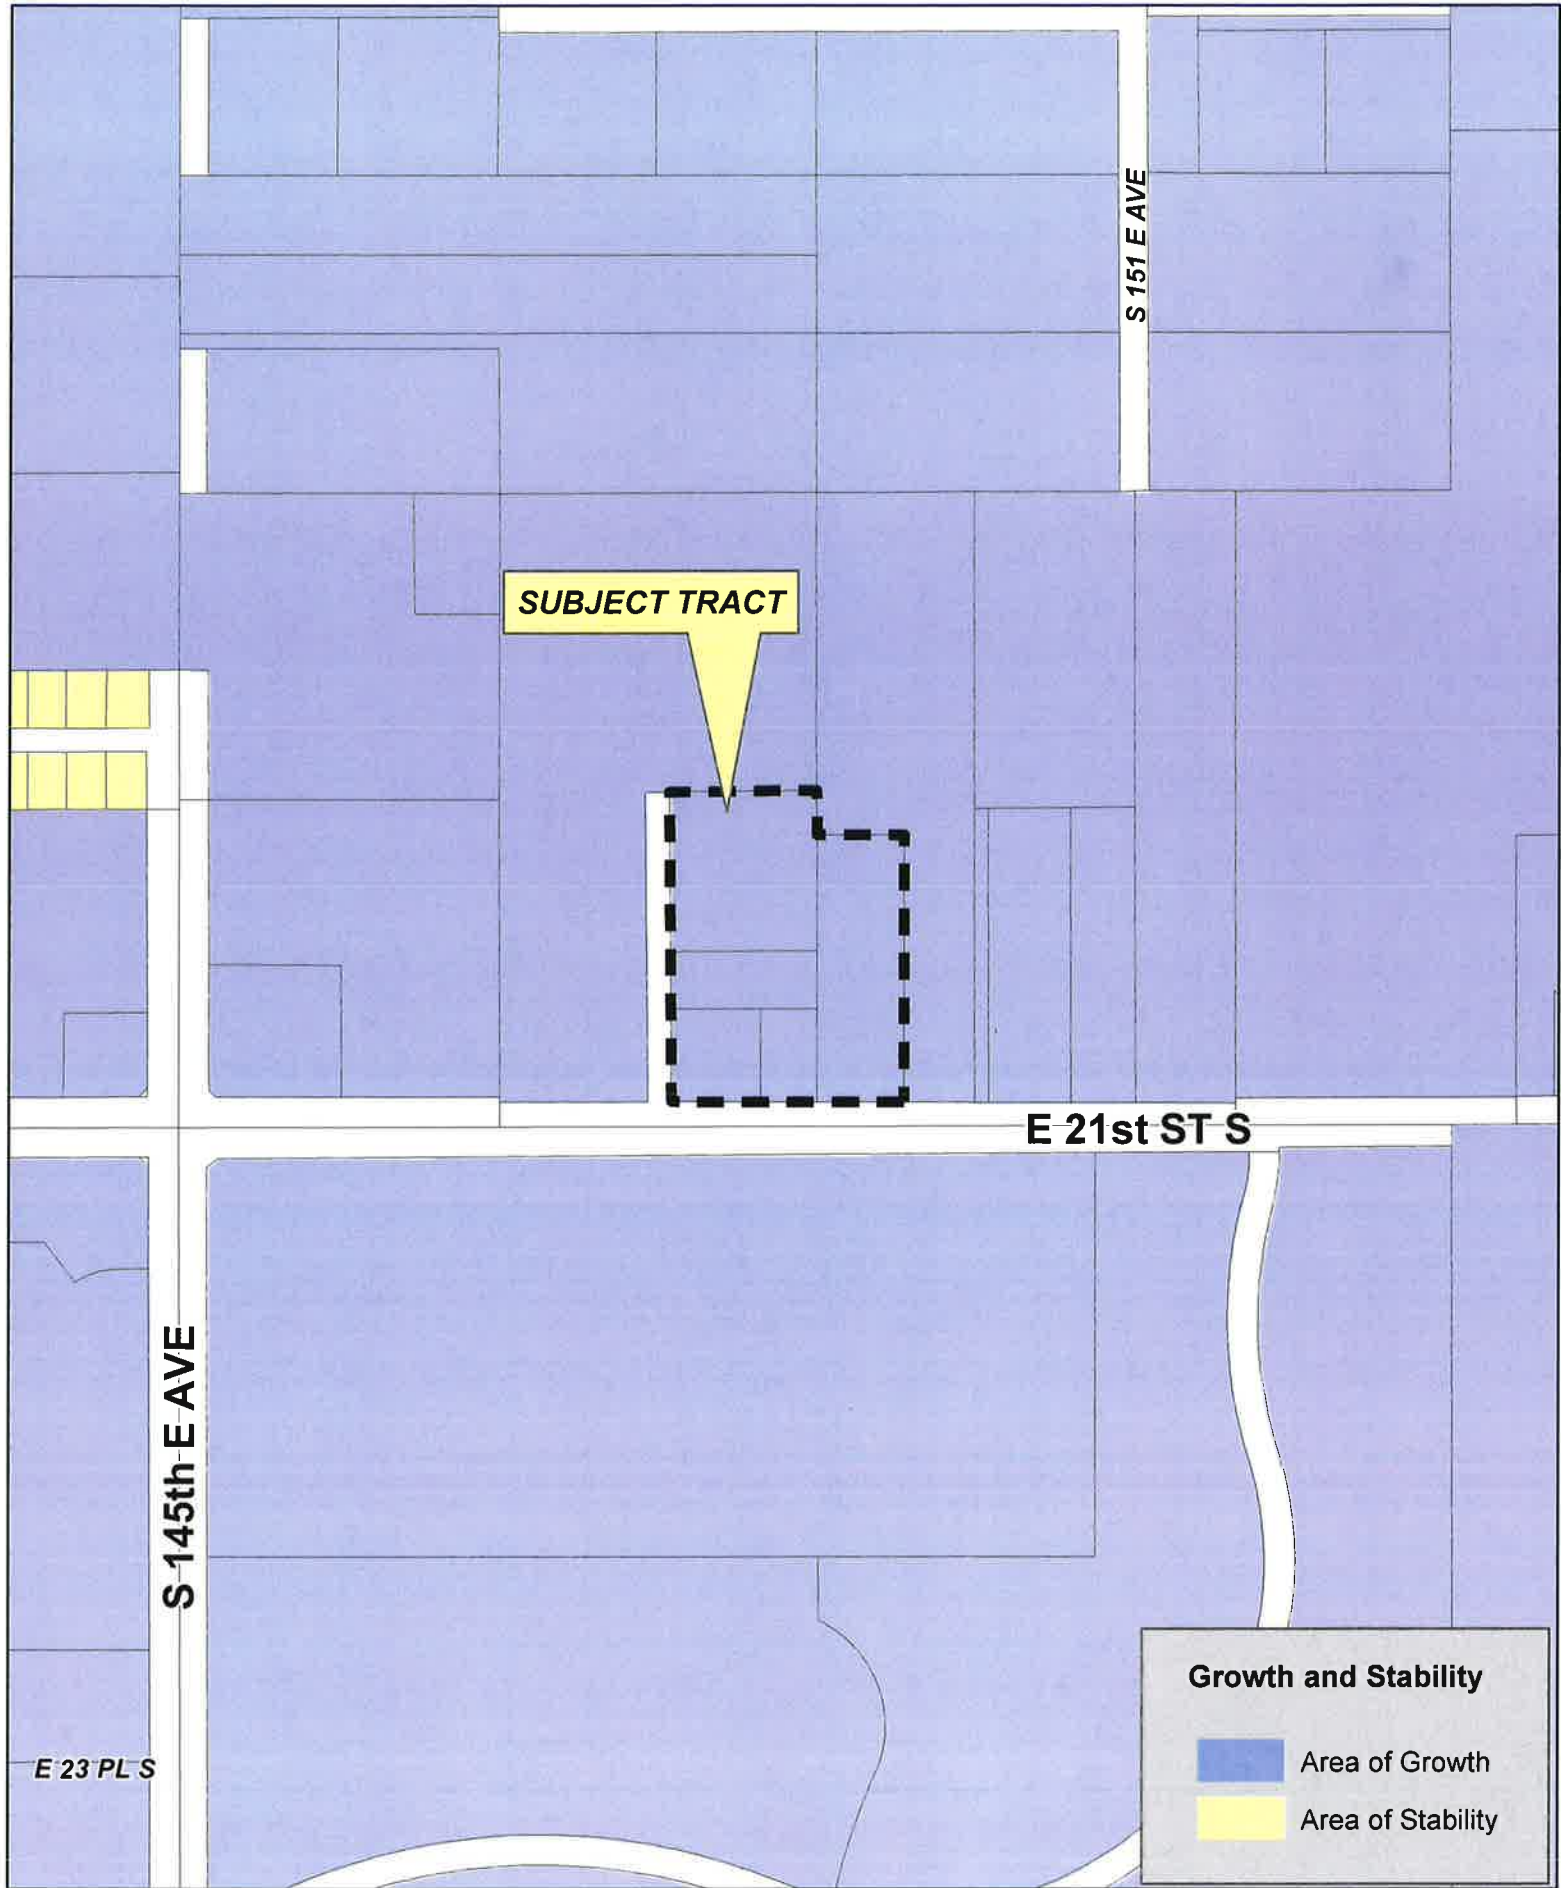 S 151 E AVE
SUBJECT TRACT
E 21st ST S
S 145th E AVE
E 23 PL S
Growth and Stability
Area of Growth
Area of Stability